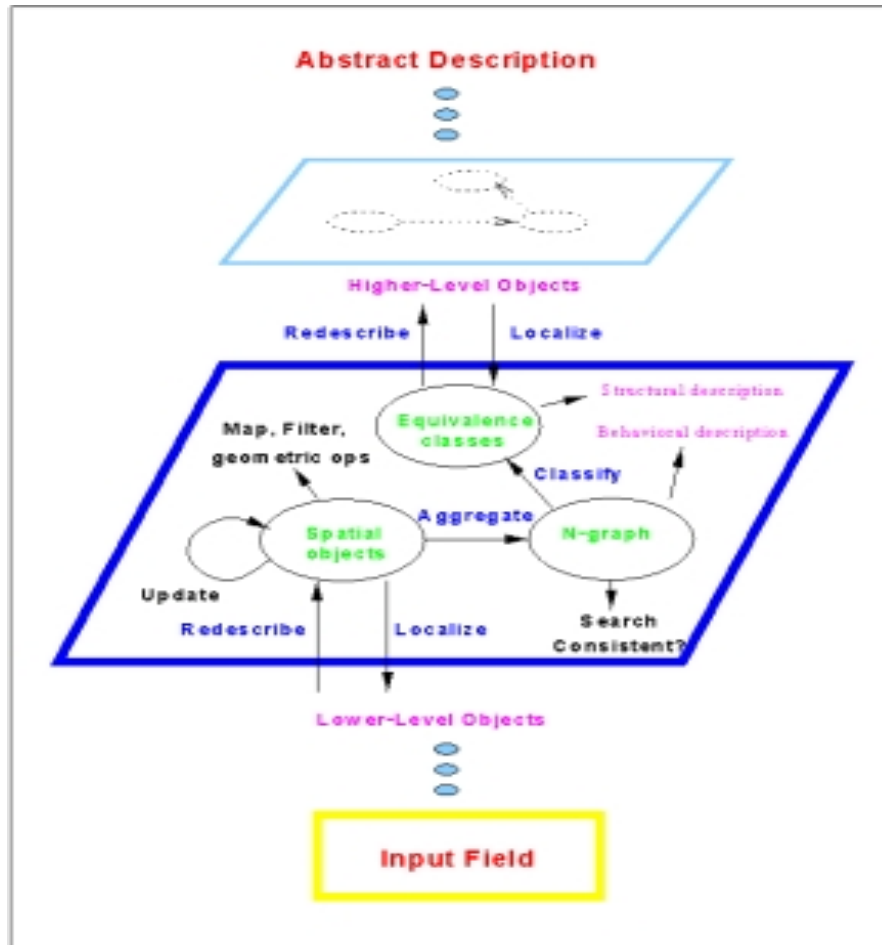 Abstract Description
Higher-Level Objects
Redescribe
Localize
Structural description
Equivalence
classes
Behavioral description
Map, Filter,
geometric ops
Classify
Aggregate
Spatial
objects
N-graph
Update
Search
Consistent?
Redescribe
Localize
Lower-Level Objects
Input Field